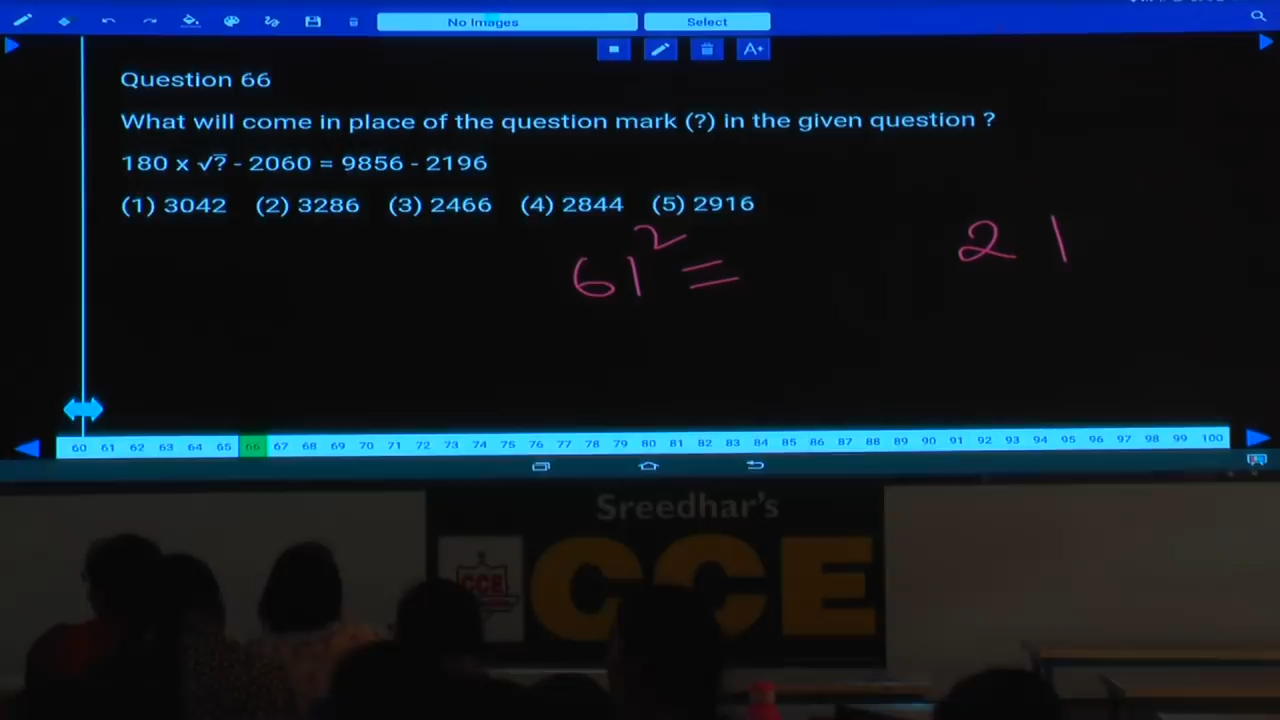 No Images Select
A+
Question 66
What will come in place of the question mark (?) in the given question ?
180 x √? - 2060 = 9856 - 2196
(1) 3042 (2) 3286 (3) 2466 (4) 2844 (5) 2916
61² = 2 1
60 61 62 63 64 65 66 67 68 69 70 71 72 73 74 75 76 77 78 79 80 81 82 83 84 85 86 87 88 89 90 91 92 93 94 95 96 97 98 99 100
Sreedhar's
CCE
CCE